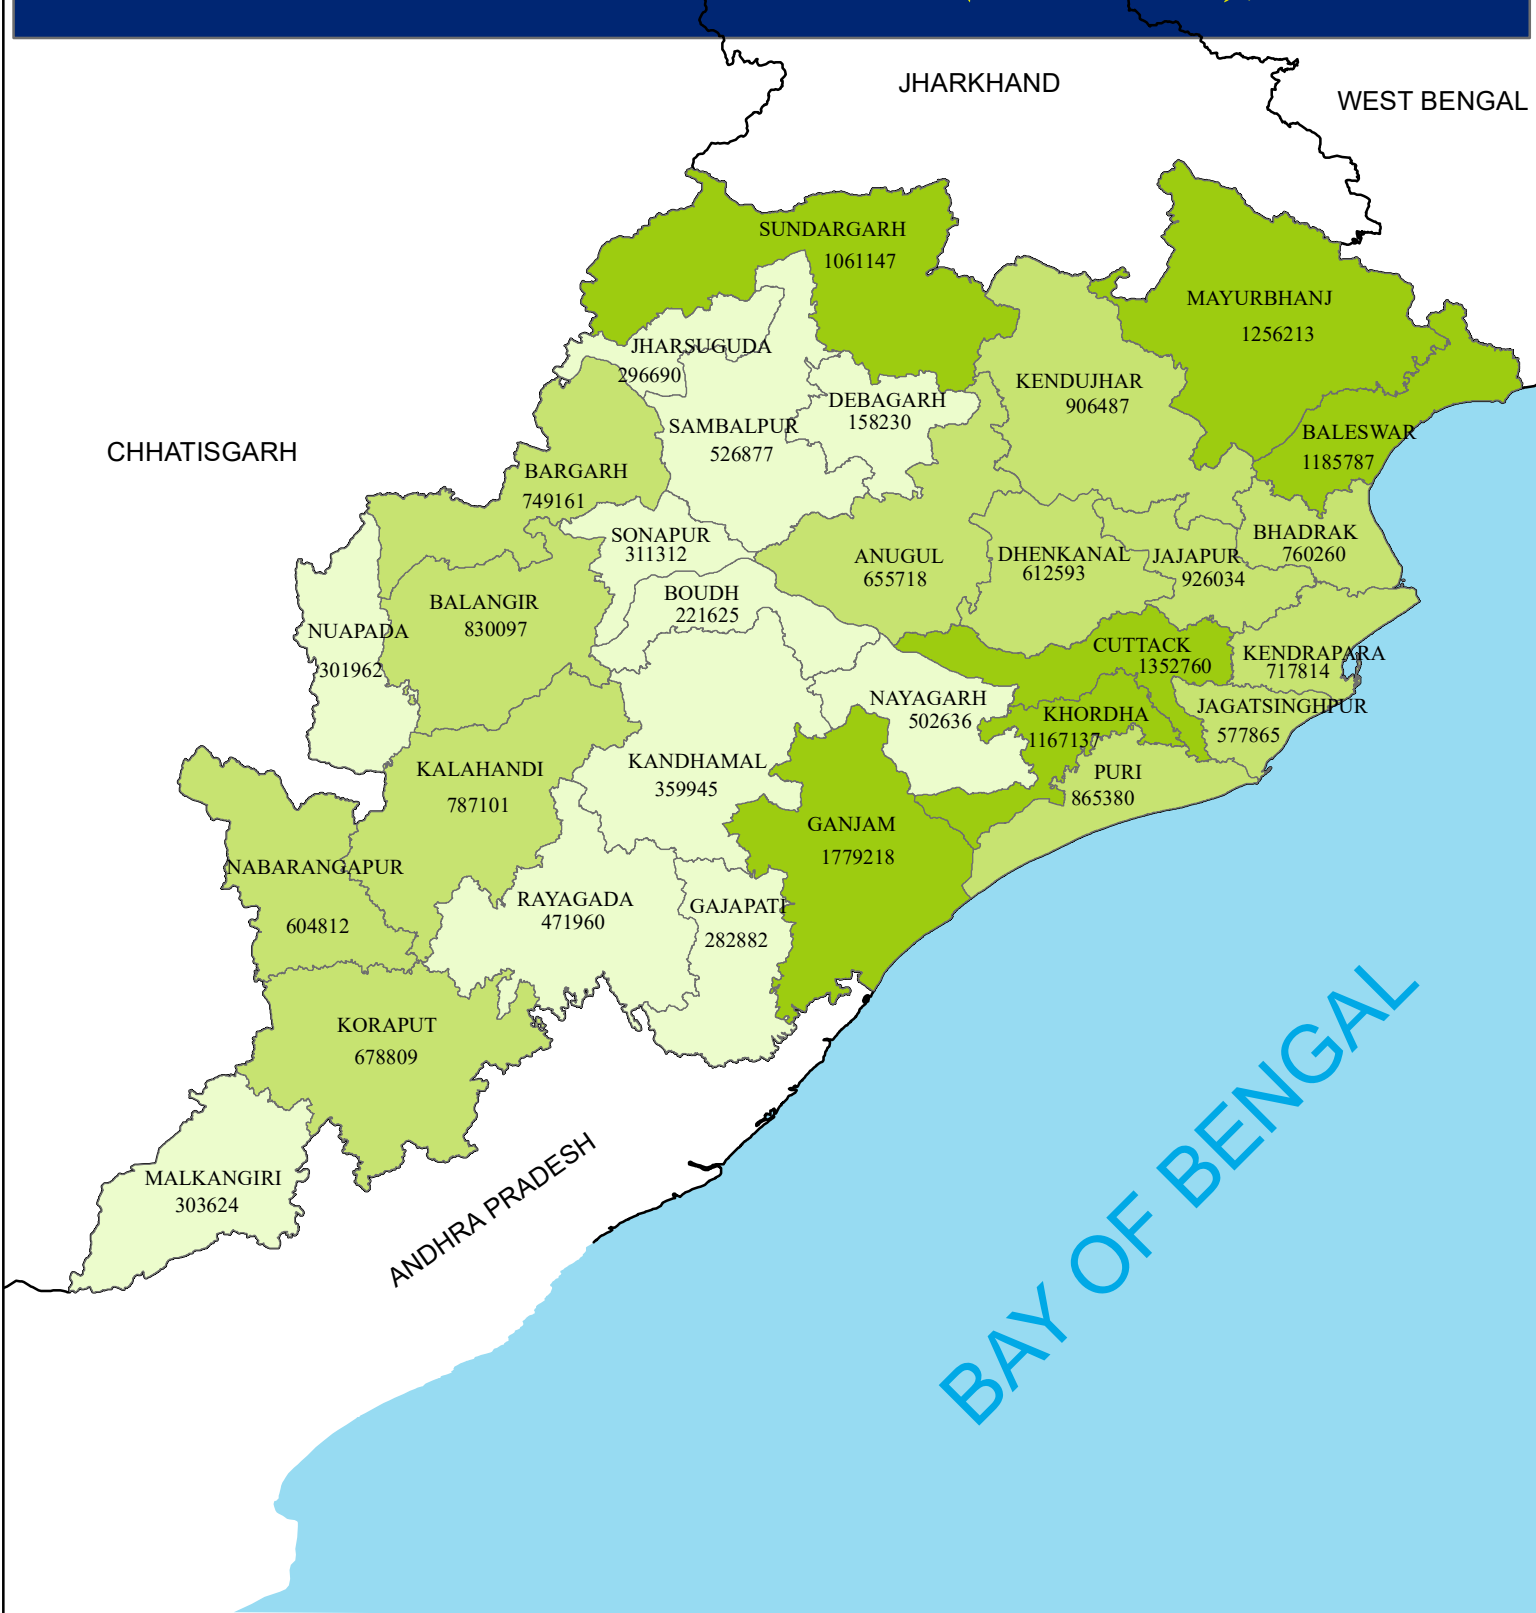 JHARKHAND
WEST BENGAL
SUNDARGARH
1061147
MAYURBHANJ
1256213
JHARSUGUDA
296690
KENDUJHAR
906487
DEBAGARH
158230
SAMBALPUR
526877
BALESWAR
1185787
CHHATISGARH
BARGARH
749161
SONAPUR
311312
ANUGUL
655718
DHENKANAL
612593
JAJAPUR
926034
BHADRAK
760260
BALANGIR
830097
BOUDH
221625
NUAPADA
301962
CUTTACK
1352760
KENDRAPARA
717814
NAYAGARH
502636
KHORDHA
1167137
JAGATSINGHPUR
577865
KALAHANDI
787101
KANDHAMAL
359945
PURI
865380
GANJAM
1779218
NABARANGAPUR
604812
RAYAGADA
471960
GAJAPATI
282882
KORAPUT
678809
MALKANGIRI
303624
ANDHRA PRADESH
BAY OF BENGAL